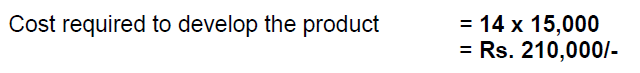 Cost required to develop the product = 14 x 15,000
= Rs. 210,000/-